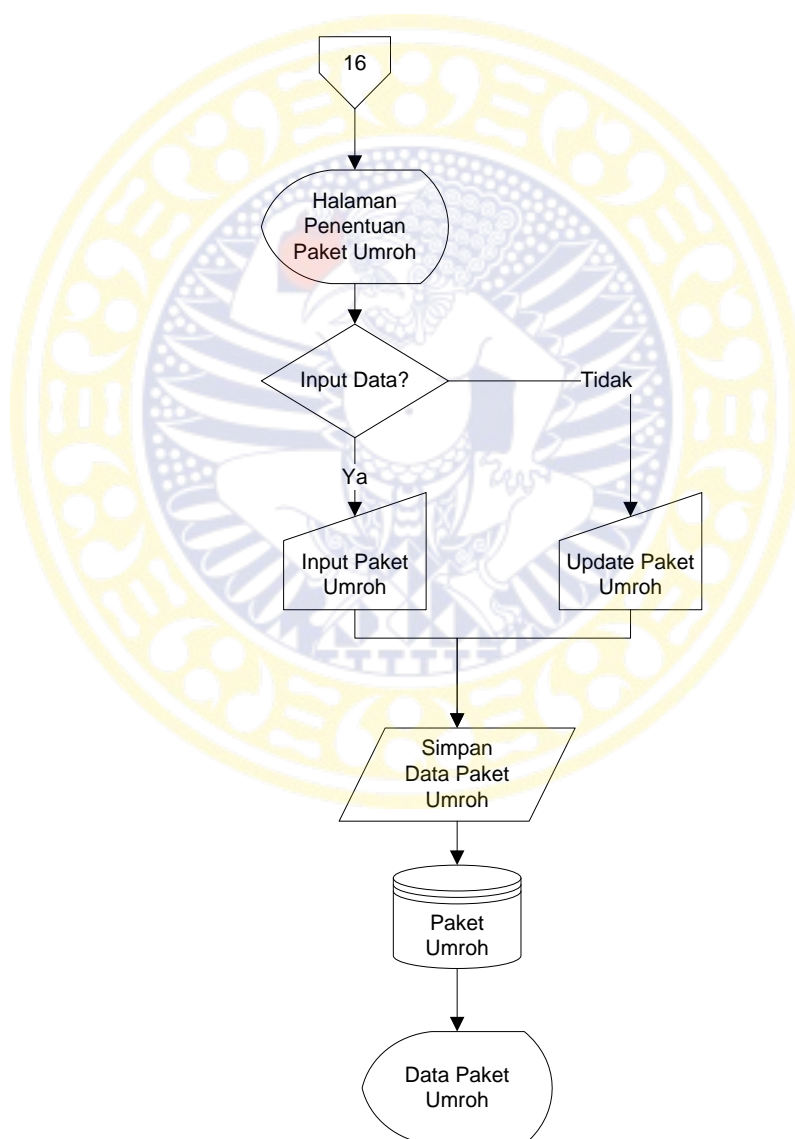 16
Halaman
Penentuan
Paket Umroh
Input Data?
Tidak
Ya
Input Paket
Umroh
Update Paket
Umroh
Simpan
Data Paket
Umroh
Paket
Umroh
Data Paket
Umroh